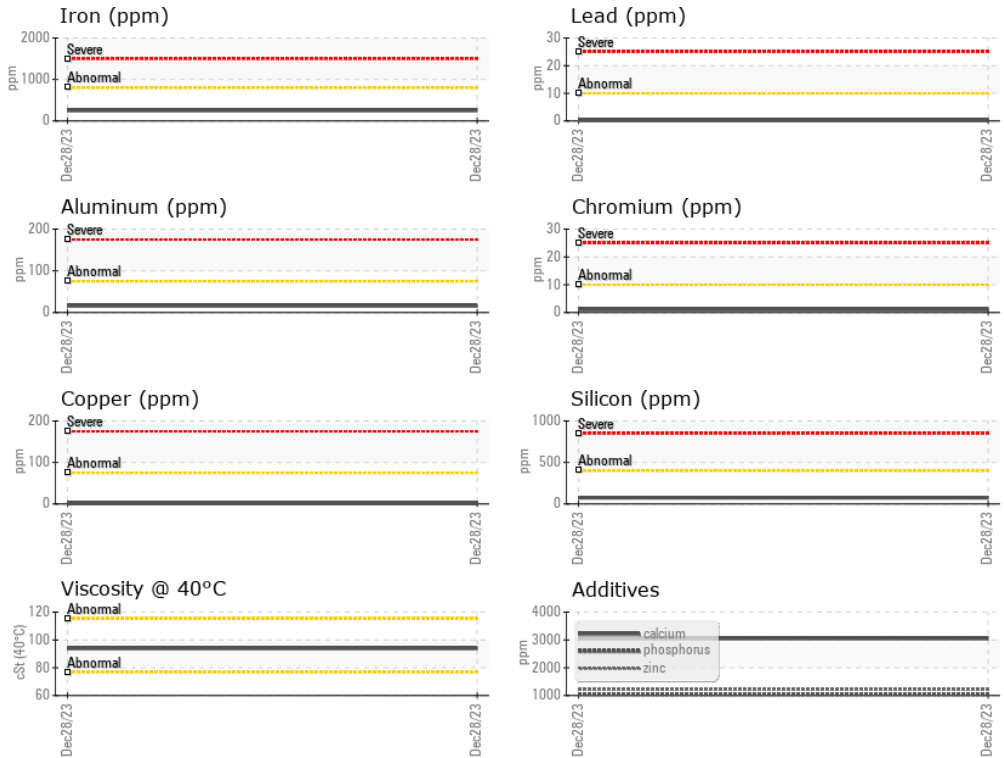 Iron (ppm)
2000
1000
0
ppm
Severe
Abnormal
Dec28/23
Dec28/23
Lead (ppm)
30
20
10
0
ppm
Severe
Abnormal
Dec28/23
Dec28/23
Aluminum (ppm)
200
100
0
ppm
Severe
Abnormal
Dec28/23
Dec28/23
Chromium (ppm)
30
20
10
0
ppm
Severe
Abnormal
Dec28/23
Dec28/23
Copper (ppm)
200
100
0
ppm
Severe
Abnormal
Dec28/23
Dec28/23
Silicon (ppm)
1000
500
0
ppm
Severe
Abnormal
Dec28/23
Dec28/23
Viscosity @ 40°C
120
100
80
60
cSt (40°C)
Abnormal
Abnormal
Dec28/23
Dec28/23
Additives
4000
3000
2000
1000
ppm
calcium
phosphorus
zinc
Dec28/23
Dec28/23